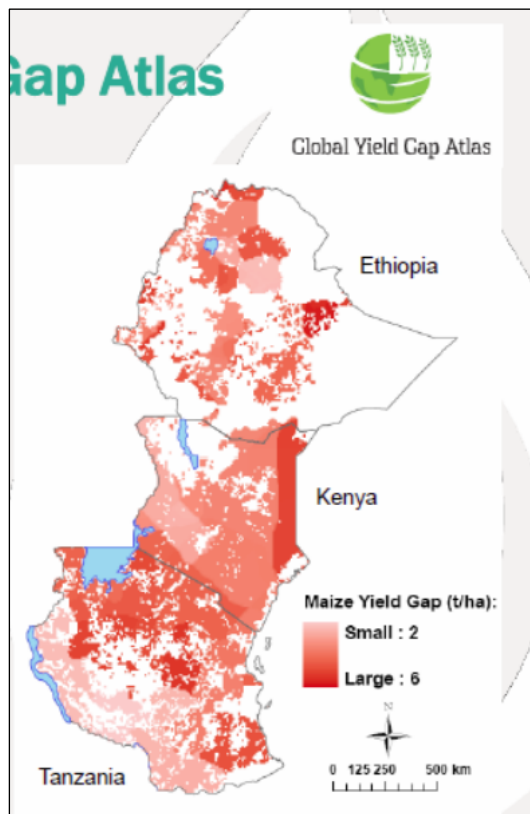 Gap Atlas
Global Yield Gap Atlas
Ethiopia
Kenya
Maize Yield Gap (t/ha):
Small : 2
Large : 6
N
Tanzania
0 125 250 500 km